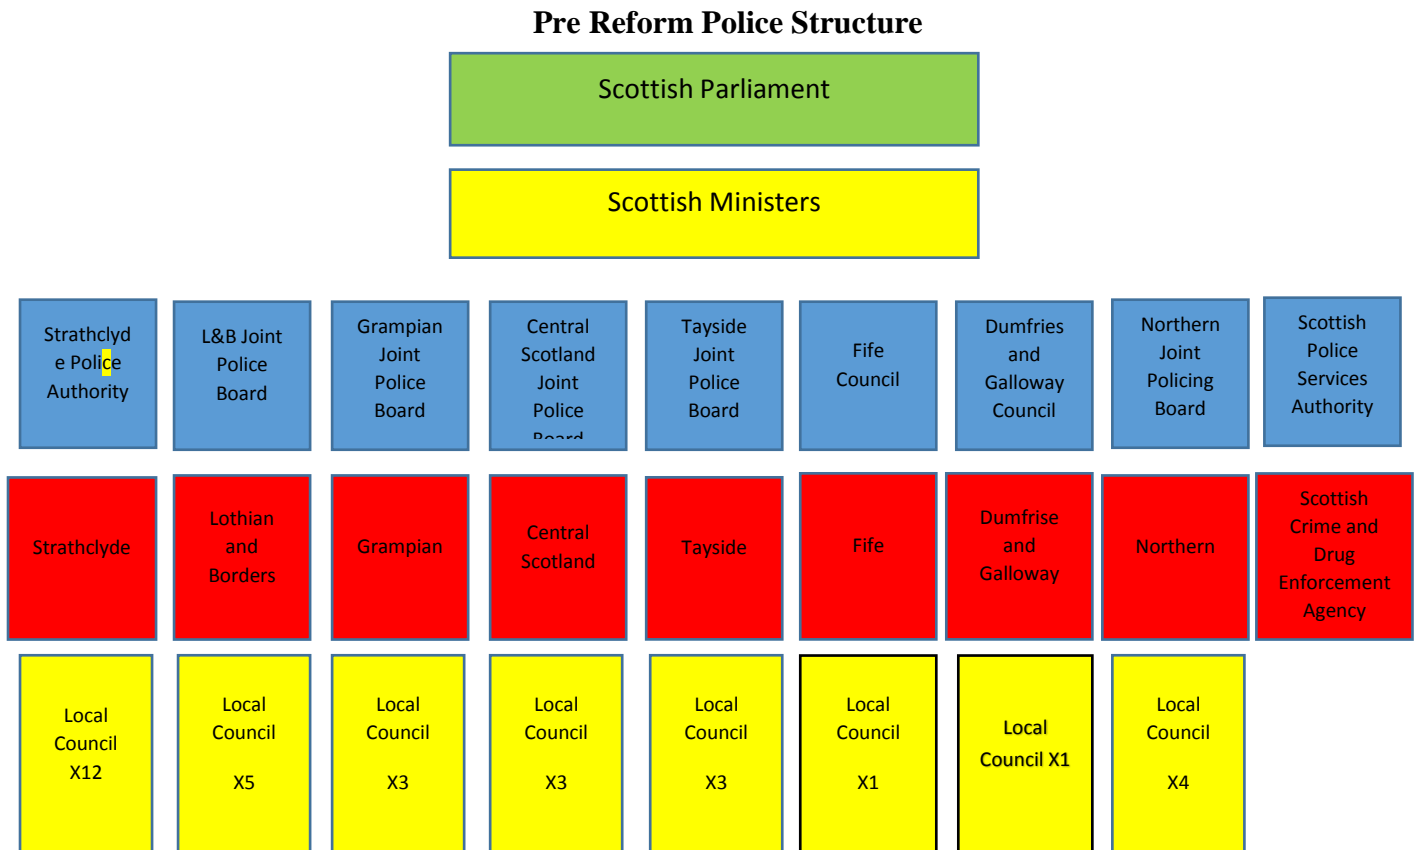 Pre Reform Police Structure
Scottish Parliament
Scottish Ministers
Strathclyd
e Police
Authority
L&B Joint
Police
Board
Grampian
Joint
Police
Board
Central
Scotland
Joint
Police
Board
Tayside
Joint
Police
Board
Fife
Council
Dumfries
and
Galloway
Council
Northern
Joint
Policing
Board
Scottish
Police
Services
Authority
Strathclyde
Lothian
and
Borders
Grampian
Central
Scotland
Tayside
Fife
Dumfrise
and
Galloway
Northern
Scottish
Crime and
Drug
Enforcement
Agency
Local
Council
X12
Local
Council
X5
Local
Council
X3
Local
Council
X3
Local
Council
X3
Local
Council
X1
Local
Council X1
Local
Council
X4